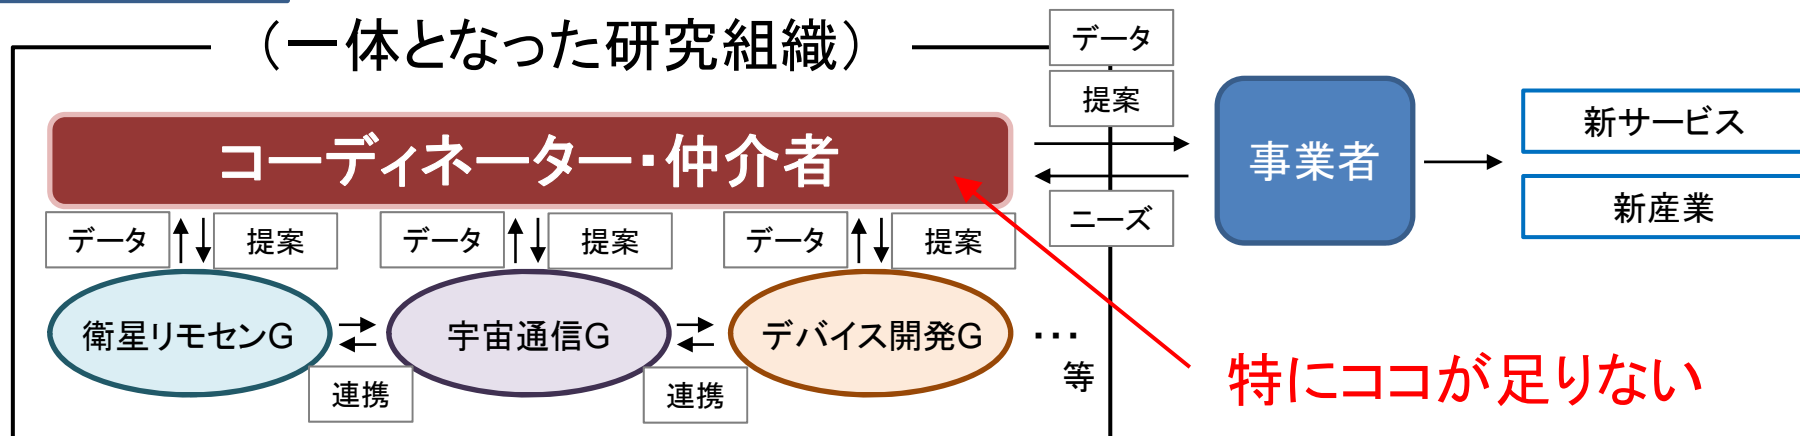 （一体となった研究組織）
データ
提案
コーディネーター・仲介者
事業者
新サービス
新産業
ニーズ
データ
提案
データ
提案
データ
提案
衛星リモセンG
宇宙通信G
デバイス開発G
…
等
連携
連携
特にココが足りない